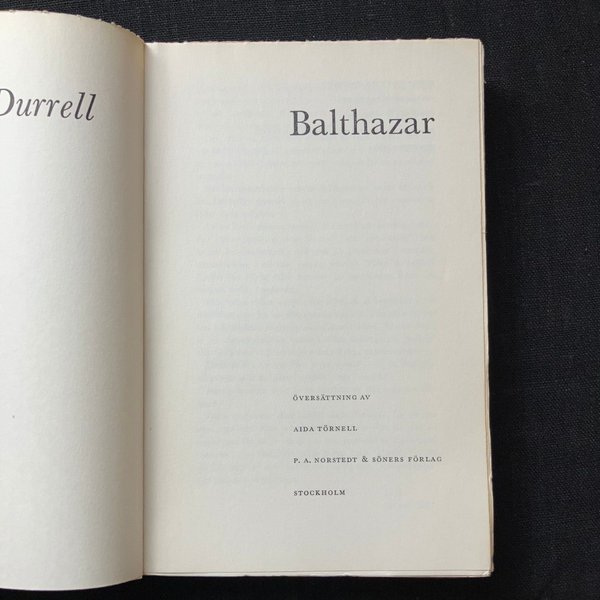 Durrell
Balthazar
ÖVERSÄTTNING AV
AIDA TÖRNELL
P. A. NORSTEDT & SÖNERS FÖRLAG
STOCKHOLM